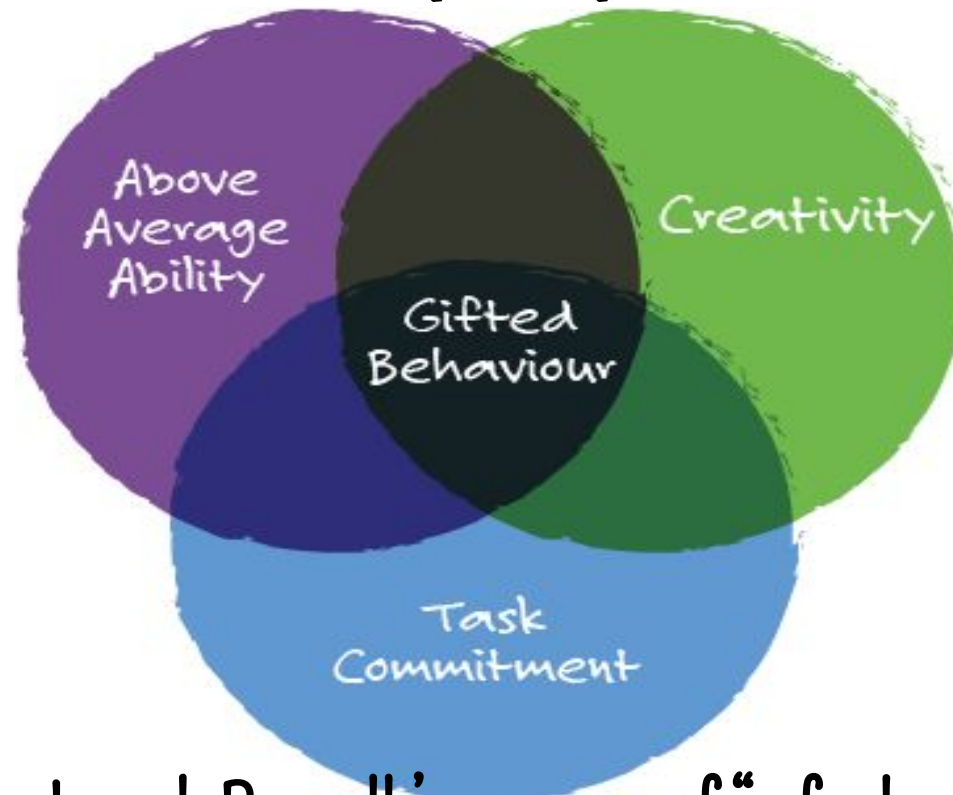 Above
Average
Ability
Creativity
Gifted
Behaviour
Task
Commitment